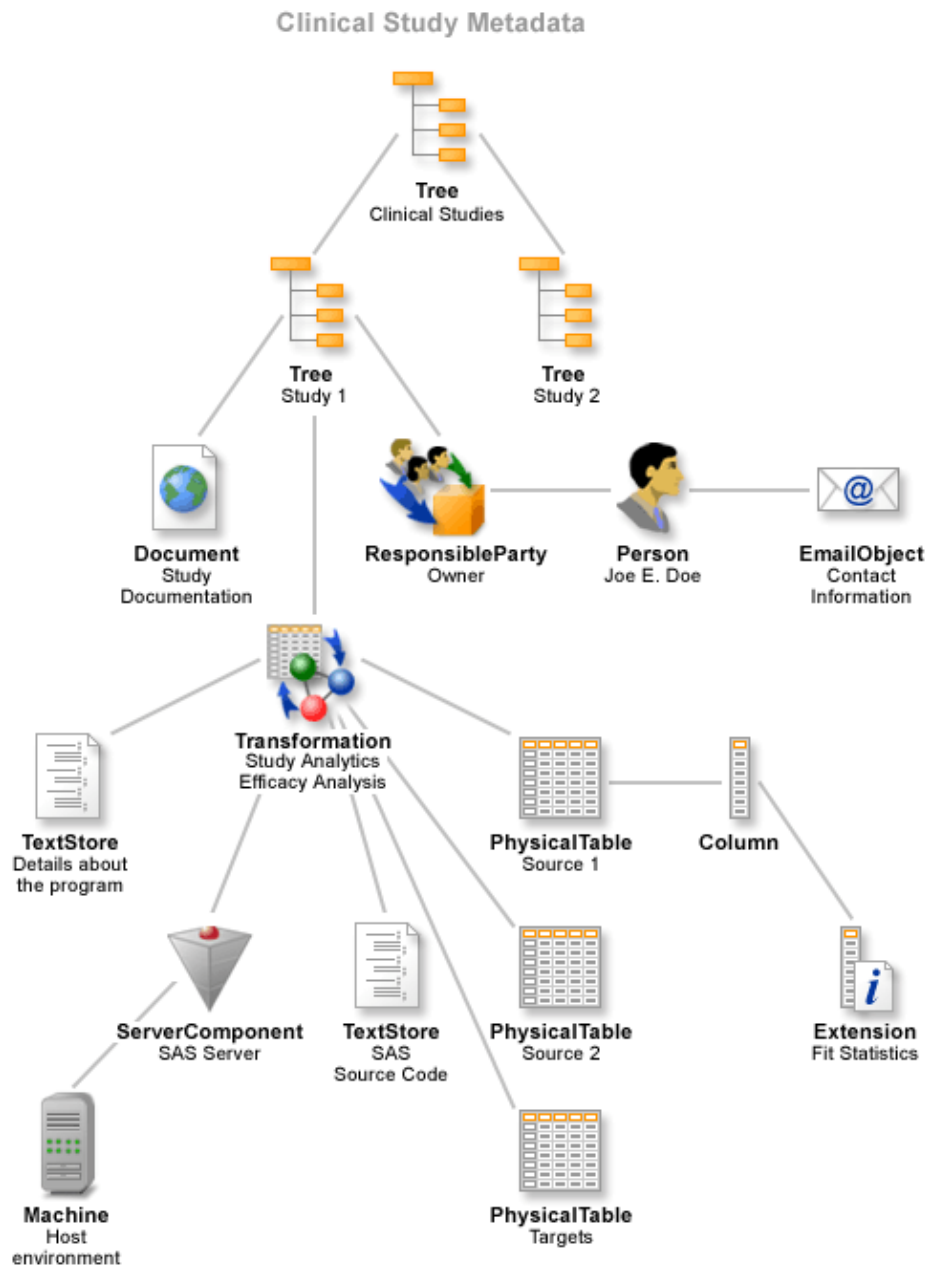 Clinical Study Metadata
Tree
Clinical Studies
Tree
Study 1
Tree
Study 2
Document
Study
Documentation
ResponsibleParty
Owner
Person
Joe E. Doe
@
EmailObject
Contact
Information
Transformation
Study Analytics
Efficacy Analysis
TextStore
Details about
the program
PhysicalTable
Source 1
Column
ServerComponent
SAS Server
TextStore
SAS
Source Code
PhysicalTable
Source 2
i
Extension
Fit Statistics
Machine
Host
environment
PhysicalTable
Targets